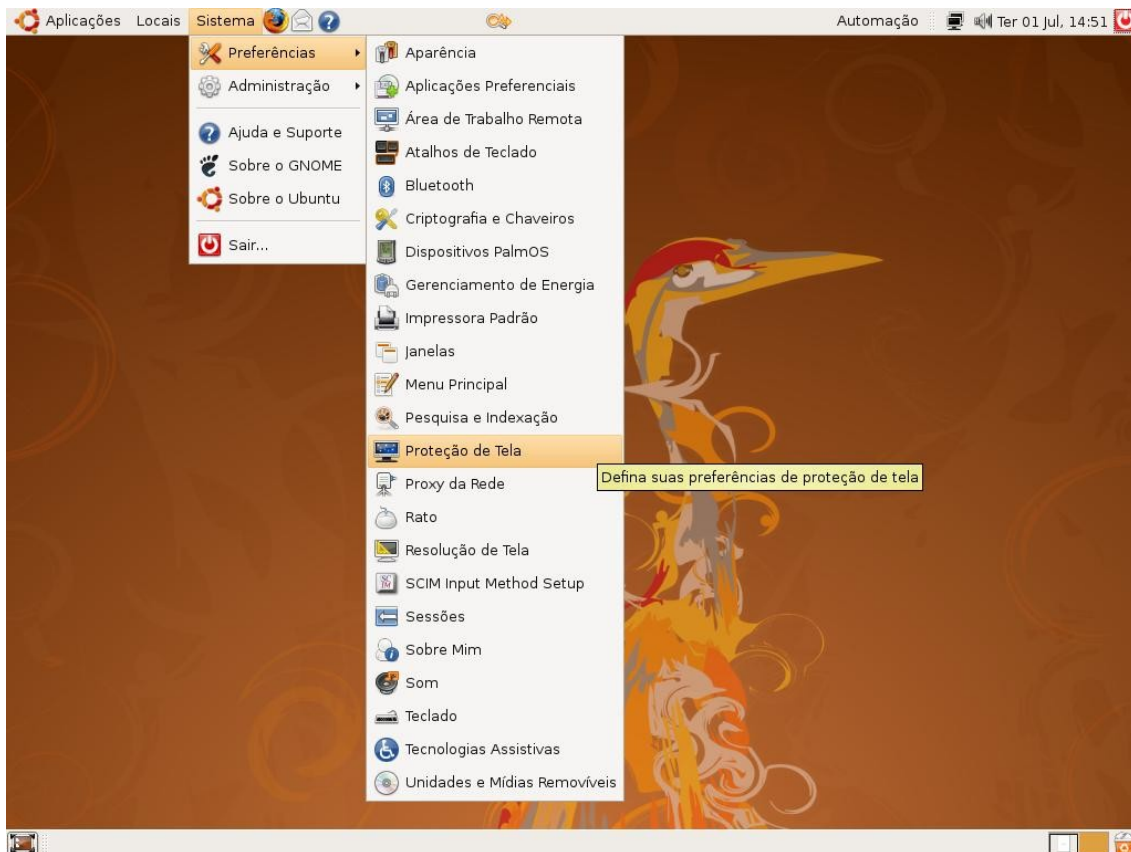 Aplicações Locais Sistema Automação Ter 01 Jul, 14:51
Preferências
Administração
Ajuda e Suporte
Sobre o GNOME
Sobre o Ubuntu
Sair...
Aparência
Aplicações Preferenciais
Área de Trabalho Remota
Atalhos de Teclado
Bluetooth
Criptografia e Chaveiros
Dispositivos PalmOS
Gerenciamento de Energia
Impressora Padrão
Janelas
Menu Principal
Pesquisa e Indexação
Proteção de Tela
Defina suas preferências de proteção de tela
Proxy da Rede
Rato
Resolução de Tela
SCIM Input Method Setup
Sessões
Sobre Mim
Som
Teclado
Tecnologias Assistivas
Unidades e Mídias Removíveis